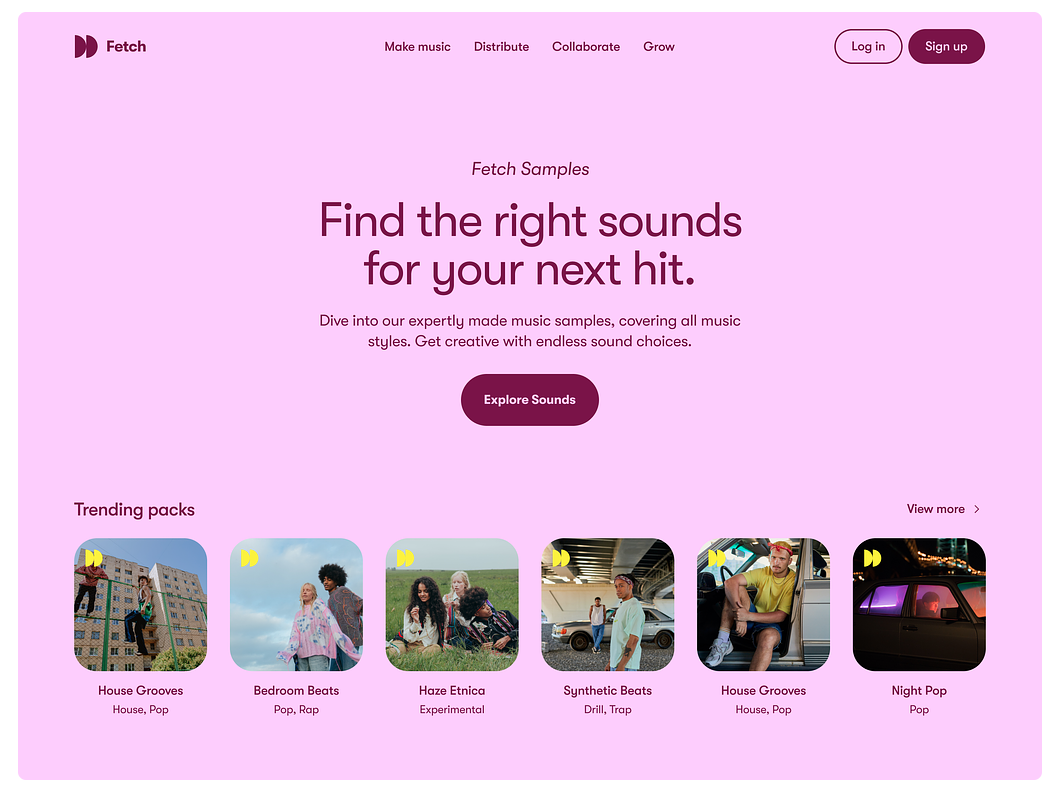 Fetch
Make music
Distribute
Collaborate
Grow
Log in
Sign up
Fetch Samples
Find the right sounds
for your next hit.
Dive into our expertly made music samples, covering all music
styles. Get creative with endless sound choices.
Explore Sounds
Trending packs
View more
House Grooves
House, Pop
Bedroom Beats
Pop, Rap
Haze Etnica
Experimental
Synthetic Beats
Drill, Trap
House Grooves
House, Pop
Night Pop
Pop